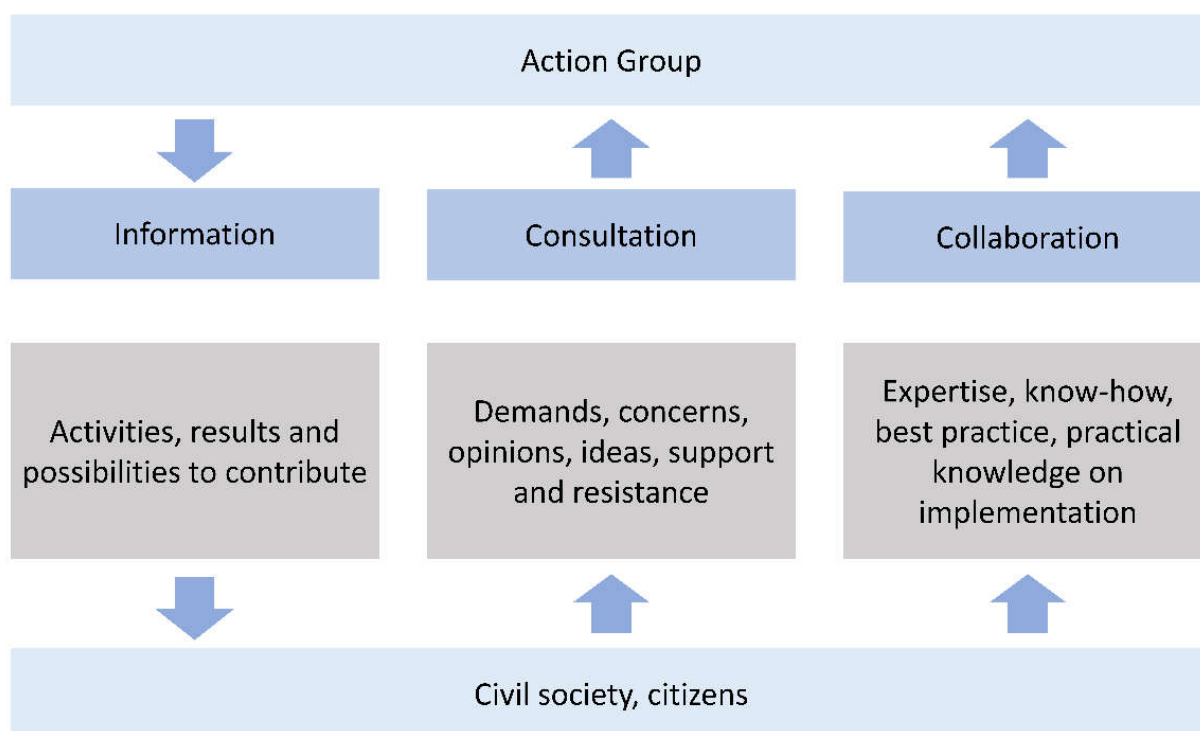 Action Group
Information
Consultation
Collaboration
Activities, results and
possibilities to contribute
Demands, concerns,
opinions, ideas, support
and resistance
Expertise, know-how,
best practice, practical
knowledge on
implementation
Civil society, citizens